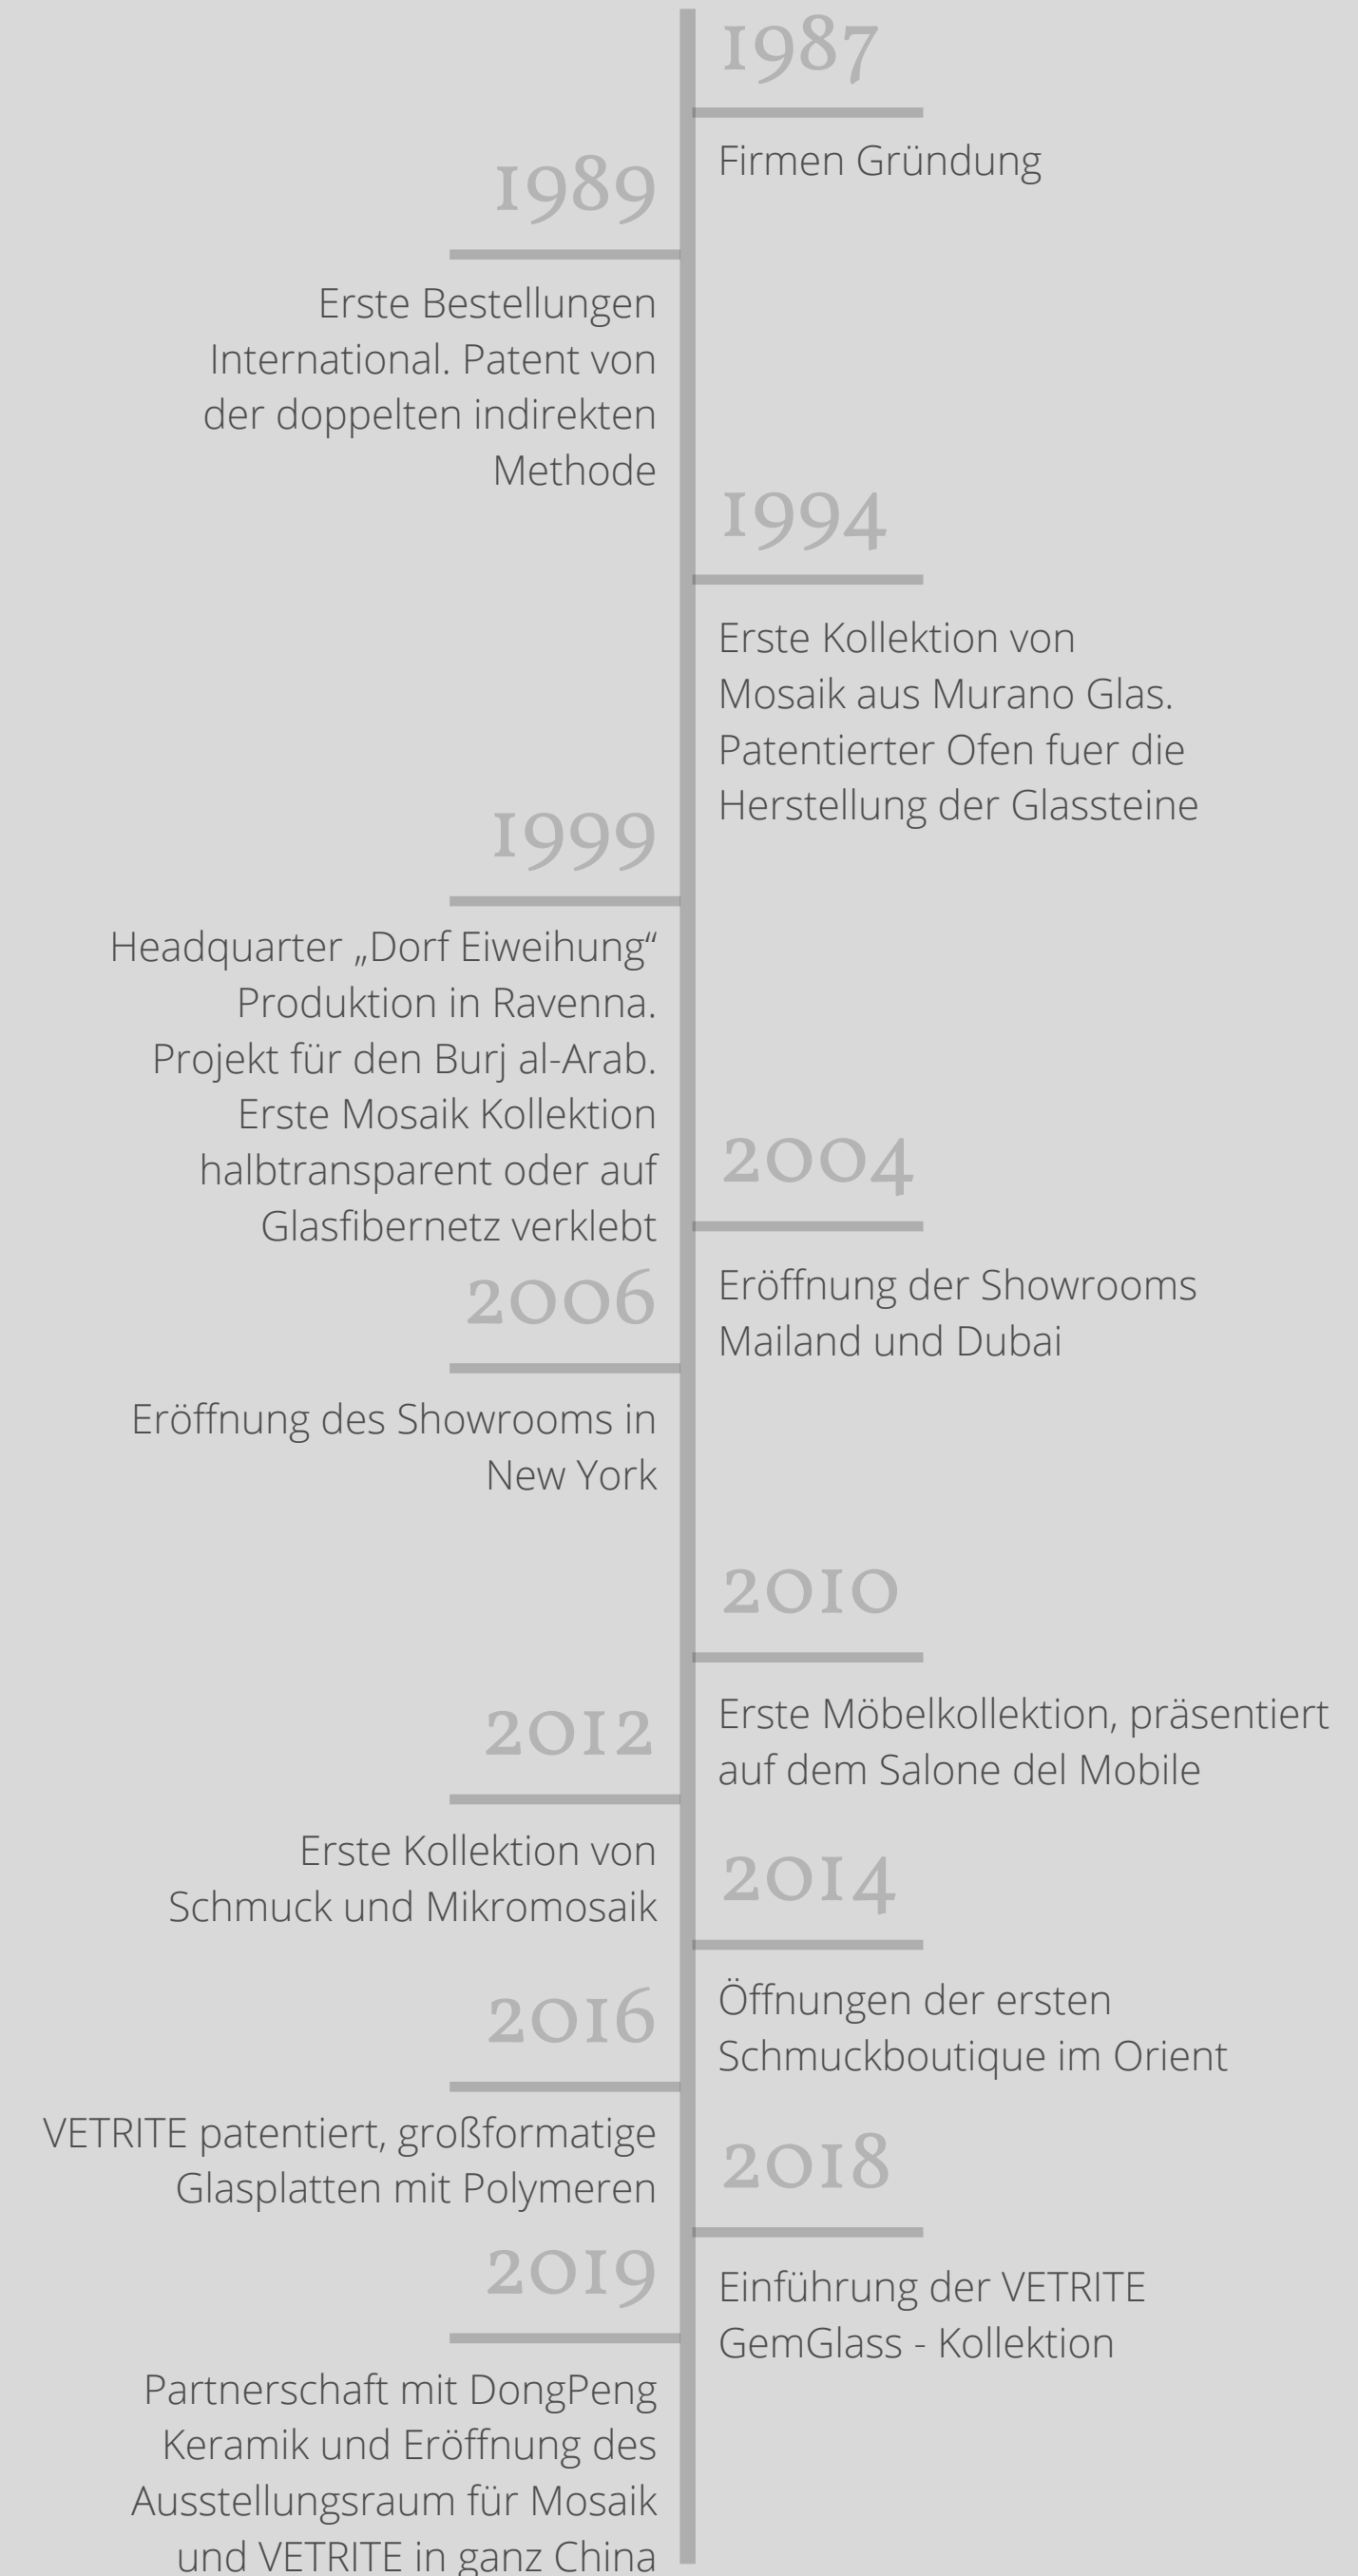 1987
Firmen Gründung
1989
Erste Bestellungen
International. Patent von
der doppelten indirekten
Methode
1994
Erste Kollektion von
Mosaik aus Murano Glas.
Patentierter Ofen fuer die
Herstellung der Glassteine
1999
Headquarter „Dorf Eiweihung“
Produktion in Ravenna.
Projekt für den Burj al-Arab.
Erste Mosaik Kollektion
halbtransparent oder auf
Glasfibernetz verklebt
2004
Eröffnung der Showrooms
Mailand und Dubai
2006
Eröffnung des Showrooms in
New York
2010
Erste Möbelkollektion, präsentiert
auf dem Salone del Mobile
2012
Erste Kollektion von
Schmuck und Mikromosaik
2014
Öffnungen der ersten
Schmuckboutique im Orient
2016
VETRITE patentiert, großformatige
Glasplatten mit Polymeren
2018
Einführung der VETRITE
GemGlass - Kollektion
2019
Partnerschaft mit DongPeng
Keramik und Eröffnung des
Ausstellungsraum für Mosaik
und VETRITE in ganz China